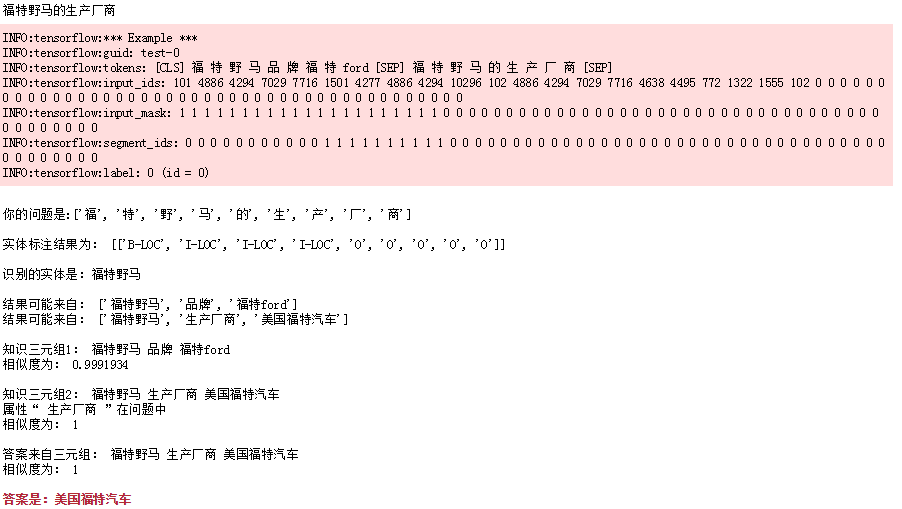 福特野马的生产厂商
INFO:tensorflow:*** Example ***
INFO:tensorflow:guid: test-0
INFO:tensorflow:tokens: [CLS] 福 特 野 马 品 牌 福 特 ford [SEP] 福 特 野 马 的 生 产 厂 商 [SEP]
INFO:tensorflow:input_ids: 101 4886 4294 7029 7716 1501 4277 4886 4294 10296 102 4886 4294 7029 7716 4638 4495 772 1322 1555 102 0 0 0 0 0 0
0 0 0 0 0 0 0 0 0 0 0 0 0 0 0 0 0 0 0 0 0 0 0 0 0 0 0 0 0 0 0 0 0 0 0 0 0
INFO:tensorflow:input_mask: 1 1 1 1 1 1 1 1 1 1 1 1 1 1 1 1 1 1 1 1 1 0 0 0 0 0 0 0 0 0 0 0 0 0 0 0 0 0 0 0 0 0 0 0 0 0 0 0 0 0 0 0 0 0 0 0
0 0 0 0 0 0 0 0
INFO:tensorflow:segment_ids: 0 0 0 0 0 0 0 0 0 0 0 1 1 1 1 1 1 1 1 1 1 0 0 0 0 0 0 0 0 0 0 0 0 0 0 0 0 0 0 0 0 0 0 0 0 0 0 0 0 0 0 0 0 0 0 0
0 0 0 0 0 0 0 0
INFO:tensorflow:label: 0 (id = 0)
你的问题是:['福', '特', '野', '马', '的', '生', '产', '厂', '商']
实体标注结果为： [['B-LOC', 'I-LOC', 'I-LOC', 'I-LOC', 'O', 'O', 'O', 'O', 'O']]
识别的实体是：福特野马
结果可能来自： ['福特野马', '品牌', '福特ford']
结果可能来自： ['福特野马', '生产厂商', '美国福特汽车']
知识三元组1： 福特野马 品牌 福特ford
相似度为： 0.9991934
知识三元组2： 福特野马 生产厂商 美国福特汽车
属性“ 生产厂商 ”在问题中
相似度为： 1
答案来自三元组： 福特野马 生产厂商 美国福特汽车
相似度为： 1
答案是：美国福特汽车